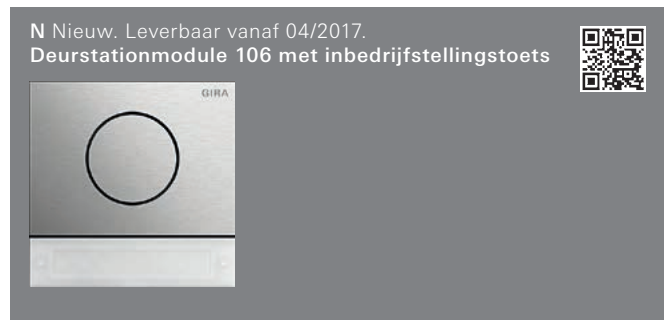 N Nieuw. Leverbaar vanaf 04/2017.
Deurstationmodule 106 met inbedrijfstellingstoets
GIRA